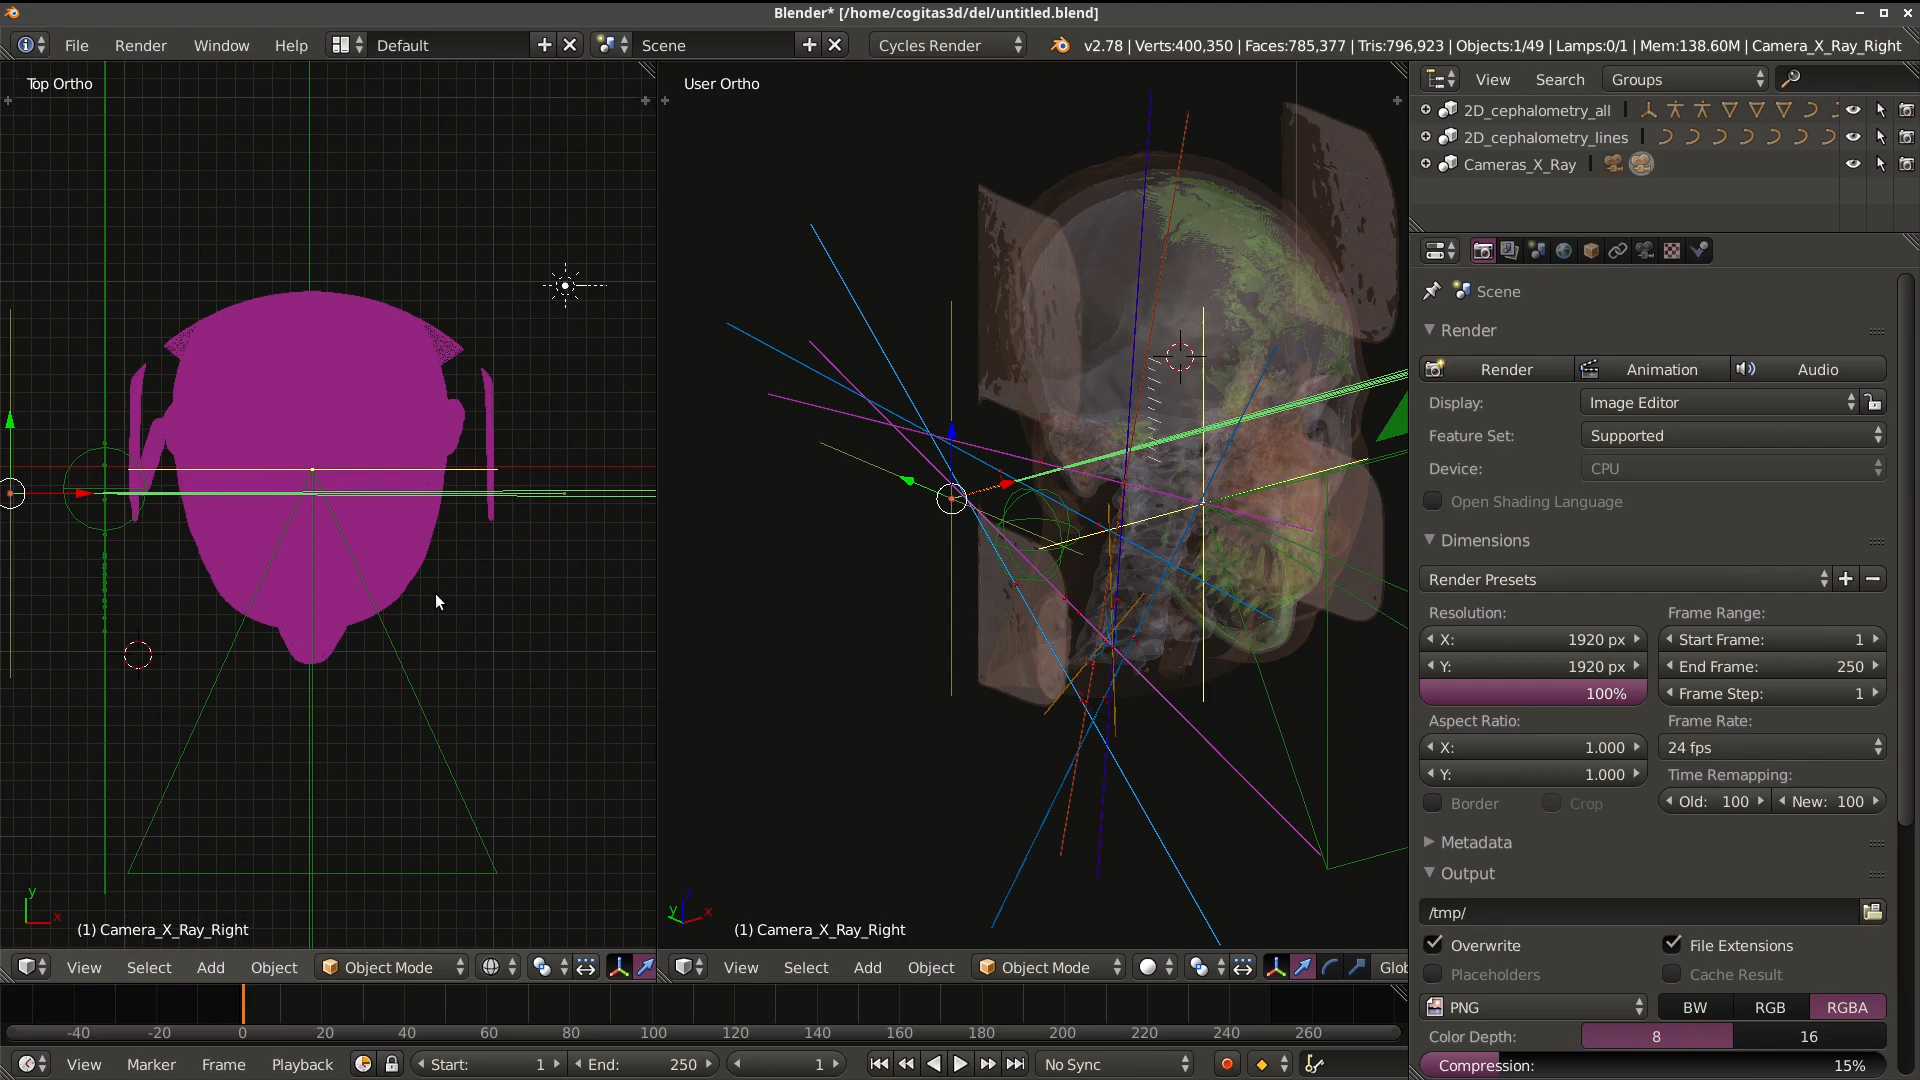 Blender* [/home/cogitas3d/del/untitled.blend]
File Render Window Help Default Scene Cycles Render v2.78 | Verts:400,350 | Faces:785,377 | Tris:796,923 | Objects:1/49 | Lamps:0/1 | Mem:138.60M | Camera_X_Ray_Right
Top Ortho
User Ortho
View Search Groups
2D_cephalometry_all
2D_cephalometry_lines
Cameras_X_Ray
Scene
Render
Render Animation Audio
Display: Image Editor
Feature Set: Supported
Device: CPU
Open Shading Language
Dimensions
Render Presets
Resolution: Frame Range:
X: 1920 px Start Frame: 1
Y: 1920 px End Frame: 250
100% Frame Step: 1
Aspect Ratio: Frame Rate:
X: 1.000 24 fps
Y: 1.000 Time Remapping:
Border Crop Old: 100 New: 100
Metadata
Output
/tmp/
Overwrite File Extensions
Placeholders Cache Result
PNG BW RGB RGBA
Color Depth: 8 16
Compression: 15%
y
x
(1) Camera_X_Ray_Right
z
y x
(1) Camera_X_Ray_Right
View Select Add Object Object Mode
View Select Add Object Object Mode Glob
-40 -20 0 20 40 60 80 100 120 140 160 180 200 220 240 260
View Marker Frame Playback Start: 1 End: 250 1 No Sync